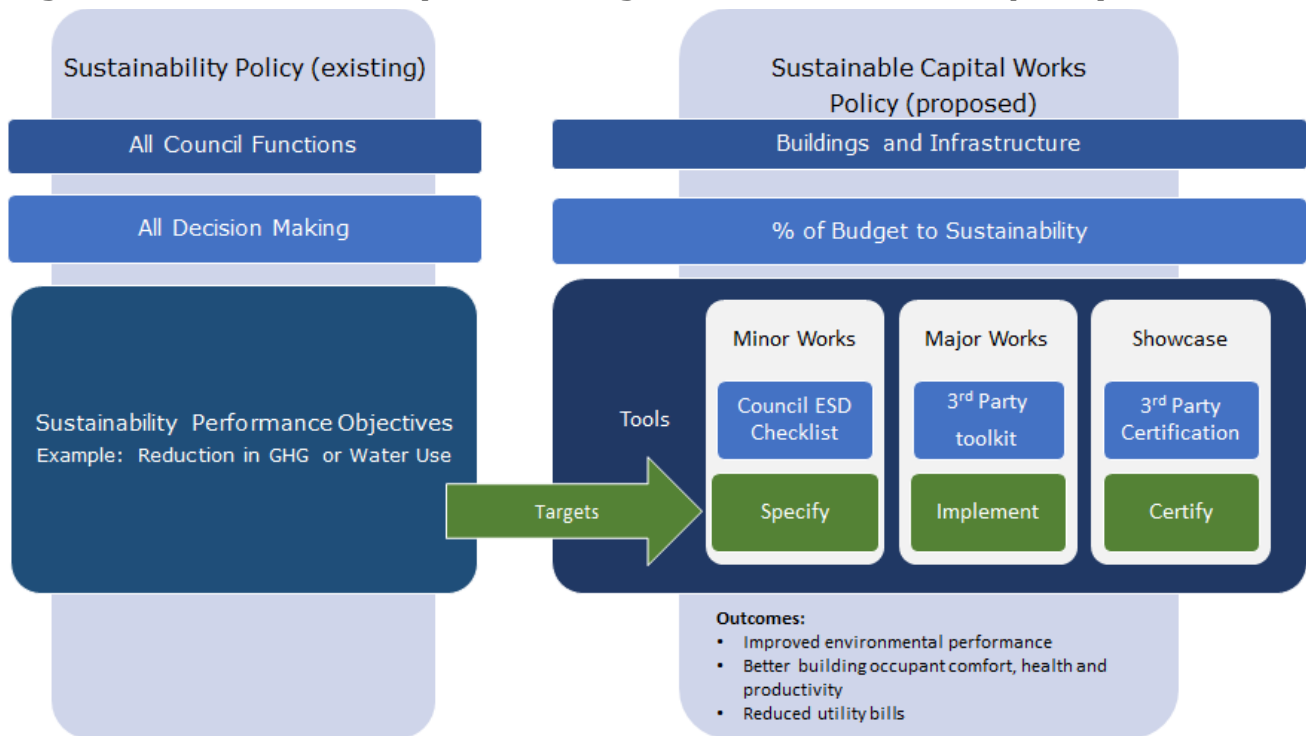 Sustainability Policy (existing)
All Council Functions
All Decision Making
Sustainability Performance Objectives
Example: Reduction in GHG or Water Use
Targets
Sustainable Capital Works
Policy (proposed)
Buildings and Infrastructure
% of Budget to Sustainability
Tools
Minor Works
Council ESD
Checklist
Specify
Major Works
3rd Party
toolkit
Implement
Showcase
3rd Party
Certification
Certify
Outcomes:
• Improved environmental performance
• Better building occupant comfort, health and
productivity
• Reduced utility bills